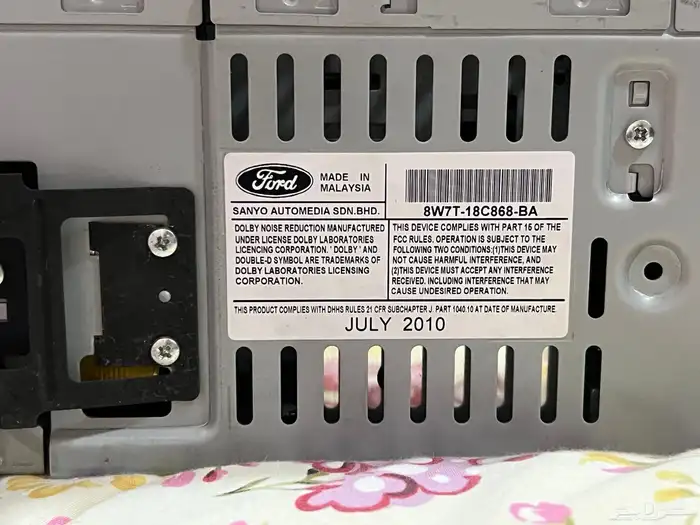 Ford
MADE IN
MALAYSIA
SANYO AUTOMEDIA SDN.BHD.
8W7T-18C868-BA
DOLBY NOISE REDUCTION MANUFACTURED
UNDER LICENSE DOLBY LABORATORIES
LICENCING CORPORATION. ' DOLBY ' AND
DOUBLE-D SYMBOL ARE TRADEMARKS OF
DOLBY LABORATORIES LICENSING
CORPORATION.
THIS DEVICE COMPLIES WITH PART 15 OF THE
FCC RULES. OPERATION IS SUBJECT TO THE
FOLLOWING TWO CONDITIONS:(1)THIS DEVICE MAY
NOT CAUSE HARMFUL INTERFERENCE, AND
(2)THIS DEVICE MUST ACCEPT ANY INTERFERENCE
RECEIVED, INCLUDING INTERFERENCE THAT MAY
CAUSE UNDESIRED OPERATION.
THIS PRODUCT COMPLIES WITH DHHS RULES 21 CFR SUBCHAPTER J. PART 1040.10 AT DATE OF MANUFACTURE.
JULY 2010
حراج